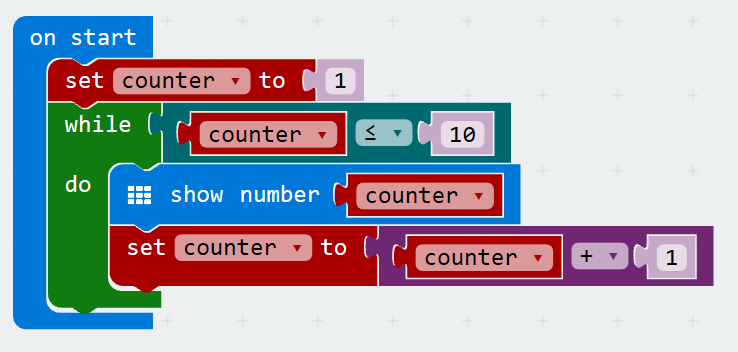 on start
set counter to 1
while counter ≤ 10
do show number counter
set counter to counter + 1